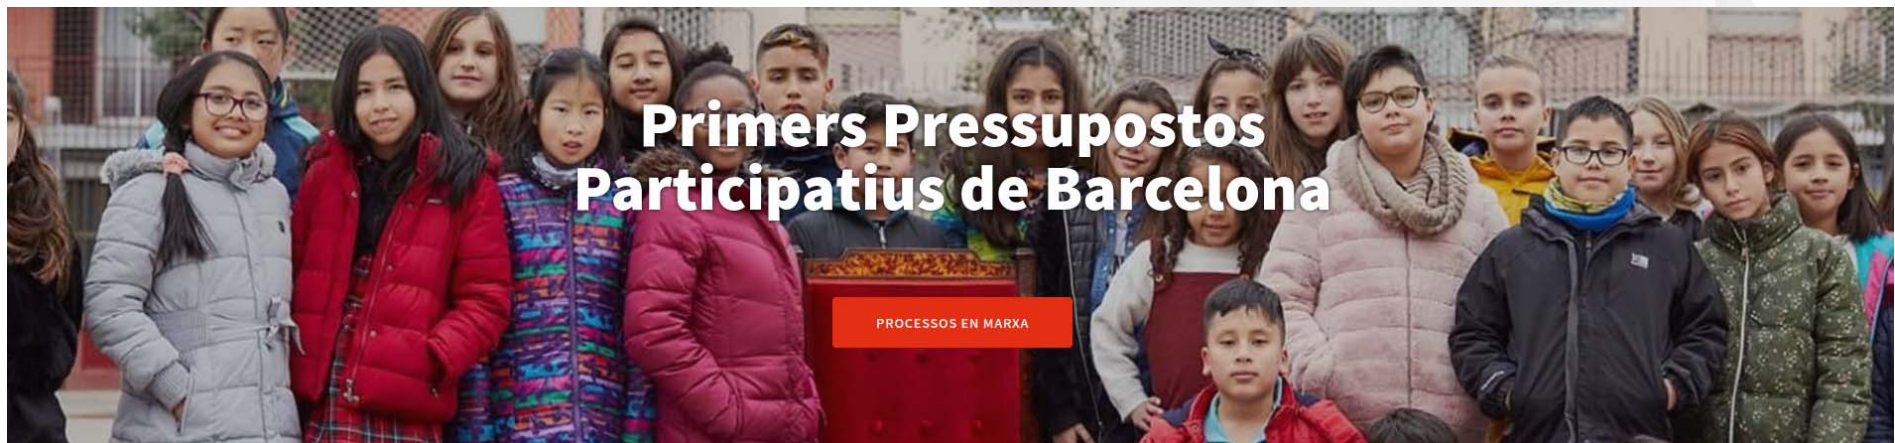 Primers Pressupostos
Participatius de Barcelona
PROCESSOS EN MARXA